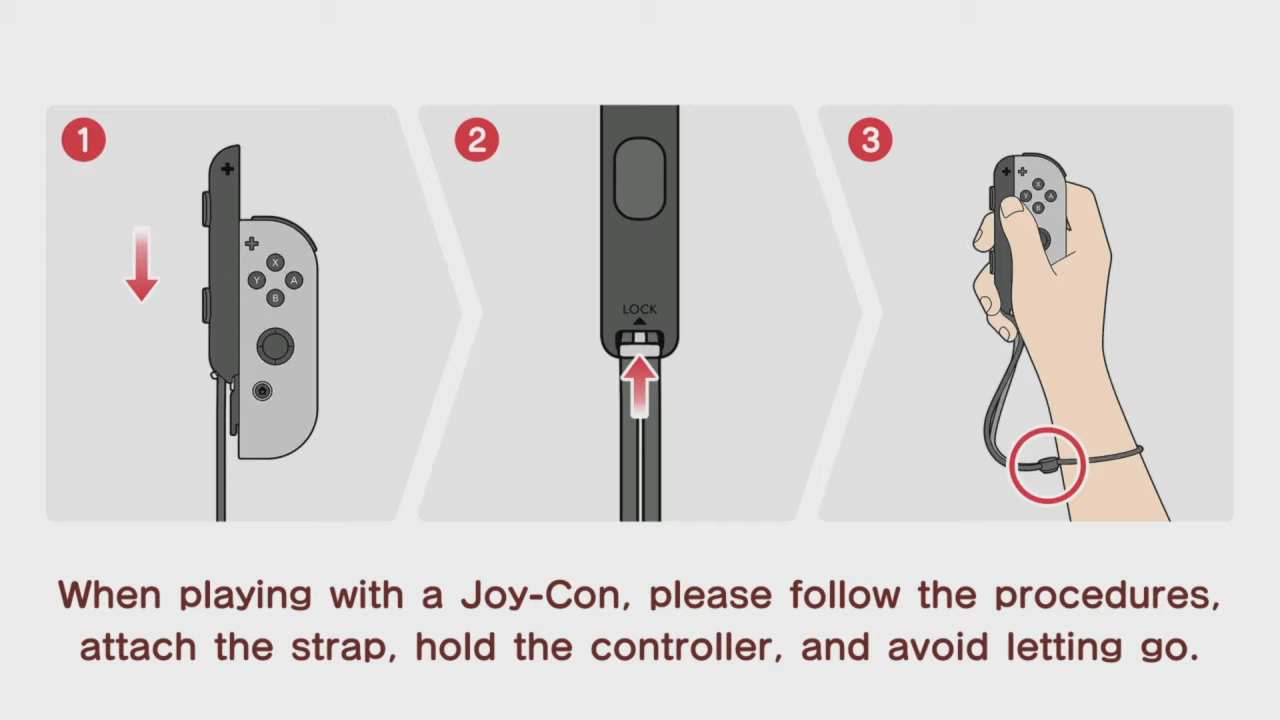 1
2
3
X
Y A
B
LOCK
X
Y A
B
When playing with a Joy-Con, please follow the procedures,
attach the strap, hold the controller, and avoid letting go.